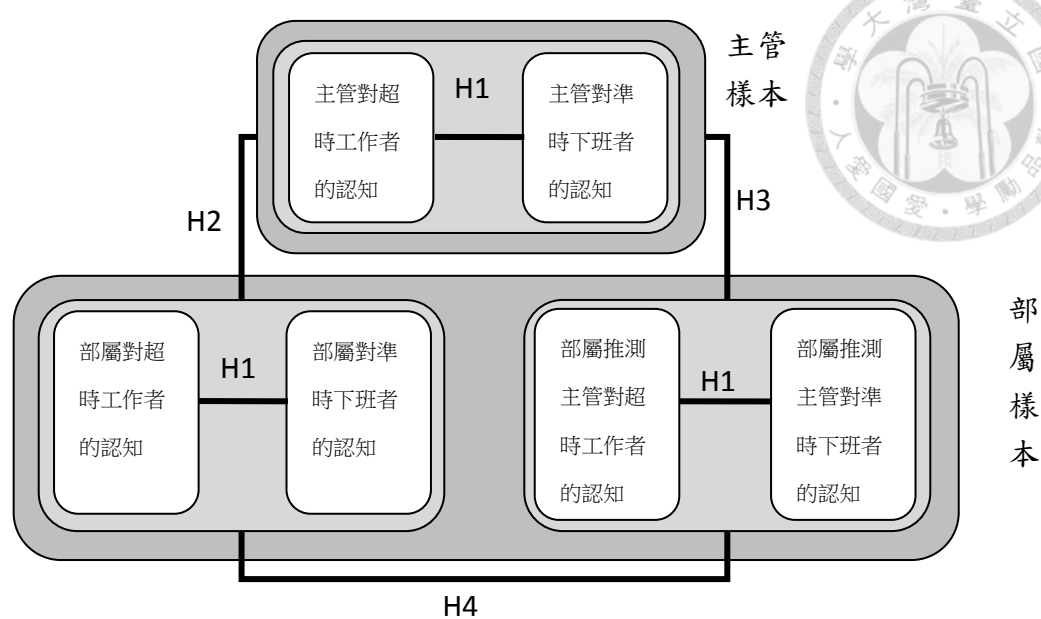 主管
樣本
主管對超
時工作者
的認知
H1
主管對準
時下班者
的認知
H2
H3
部屬對超
時工作者
的認知
H1
部屬對準
時下班者
的認知
部屬推測
主管對超
時工作者
的認知
H1
部屬推測
主管對準
時下班者
的認知
部
屬
樣
本
H4